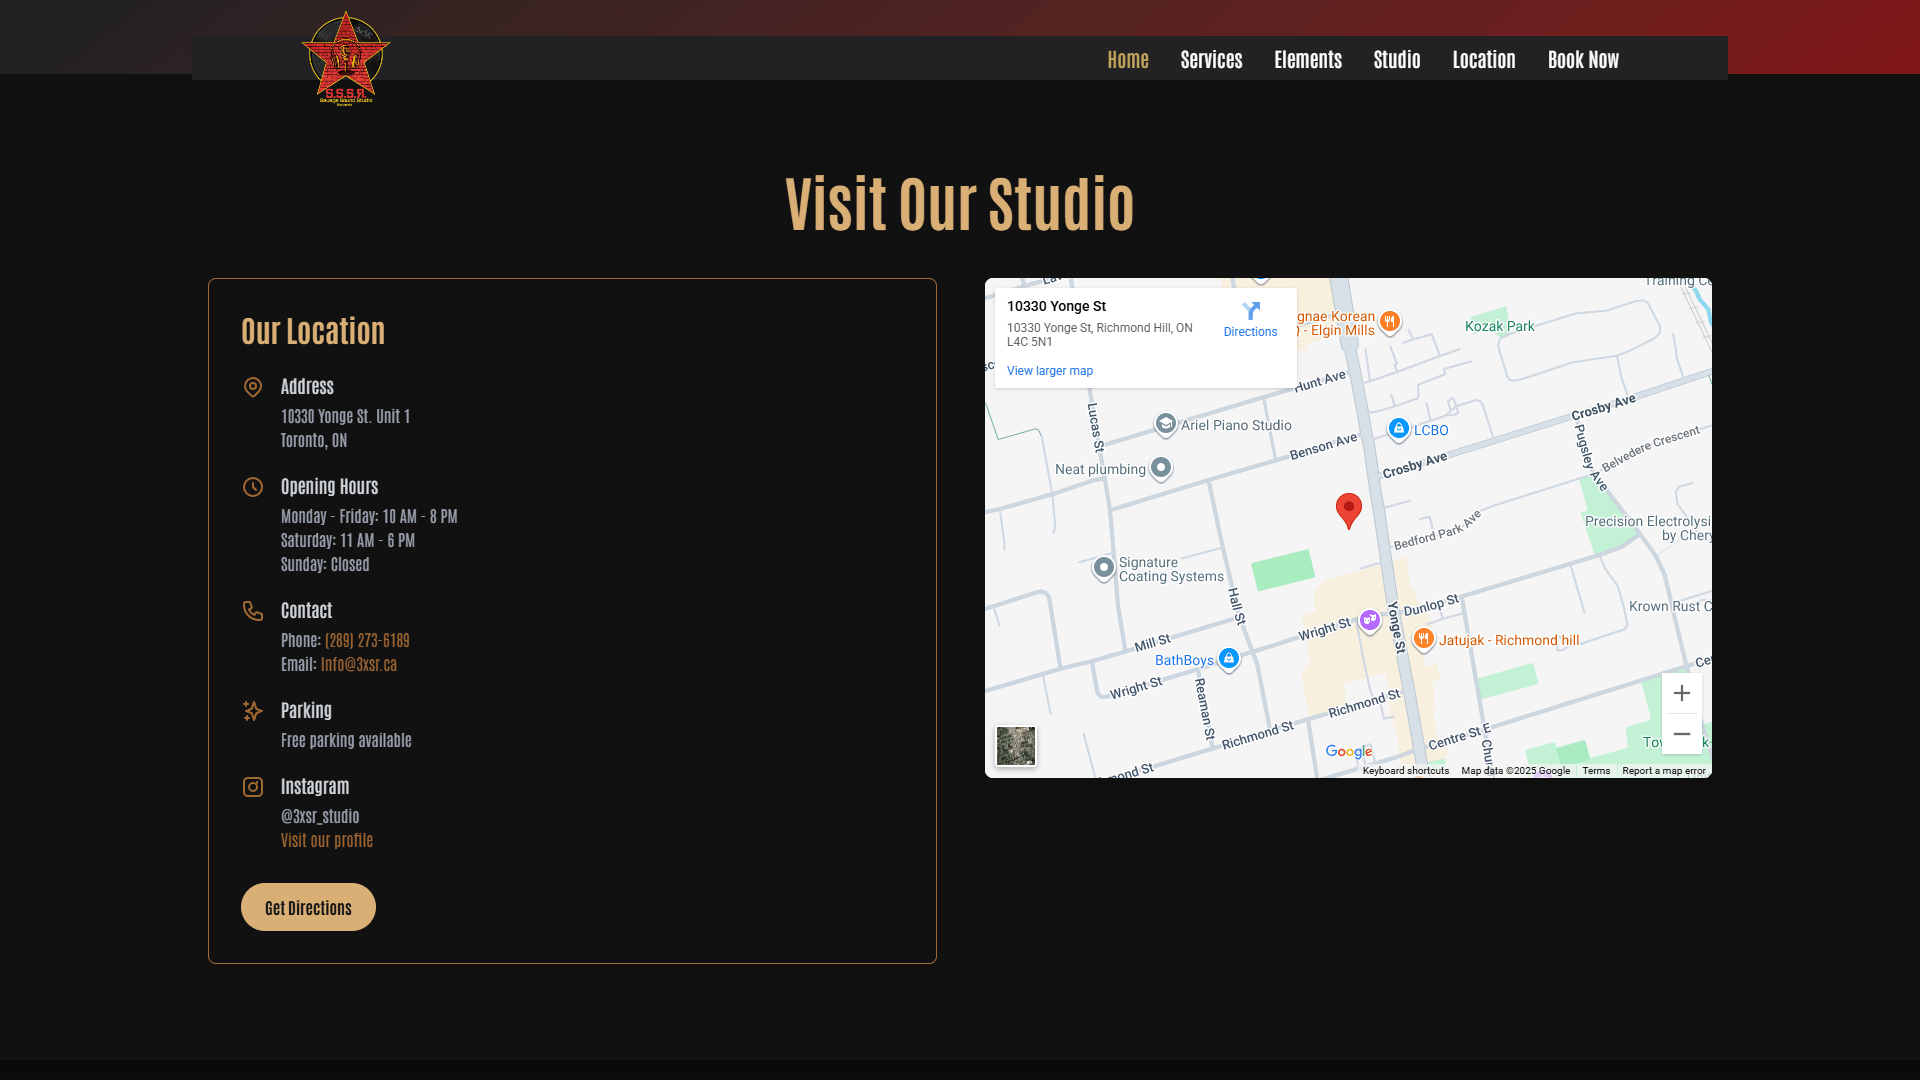 S.S.S.R.
Savage Sound Studio
Records
Home
Services
Elements
Studio
Location
Book Now
Visit Our Studio
Our Location
Address
10330 Yonge St. Unit 1
Toronto, ON
Opening Hours
Monday - Friday: 10 AM - 8 PM
Saturday: 11 AM - 6 PM
Sunday: Closed
Contact
Phone: (289) 273-6189
Email: Info@3xsr.ca
Parking
Free parking available
Instagram
@3xsr_studio
Visit our profile
Get Directions
10330 Yonge St
10330 Yonge St, Richmond Hill, ON
L4C 5N1
Directions
View larger map
gnae Korean
Q - Elgin Mills
Kozak Park
Training Ce
Hunt Ave
Lucas St
Ariel Piano Studio
Benson Ave
LCBO
Crosby Ave
Crosby Ave
Pugsley Ave
Belvedere Crescent
Neat plumbing
Bedford Park Ave
Precision Electrolysi
by Chery
Signature
Coating Systems
Hall St
Yonge St
Dunlop St
Krown Rust C
Wright St
Mill St
Jatujak - Richmond hill
BathBoys
Wright St
Reaman St
Richmond St
Richmond St
Centre St E
Church
Ce
mond St
Google
Keyboard shortcuts
Map data ©2025 Google
Terms
Report a map error